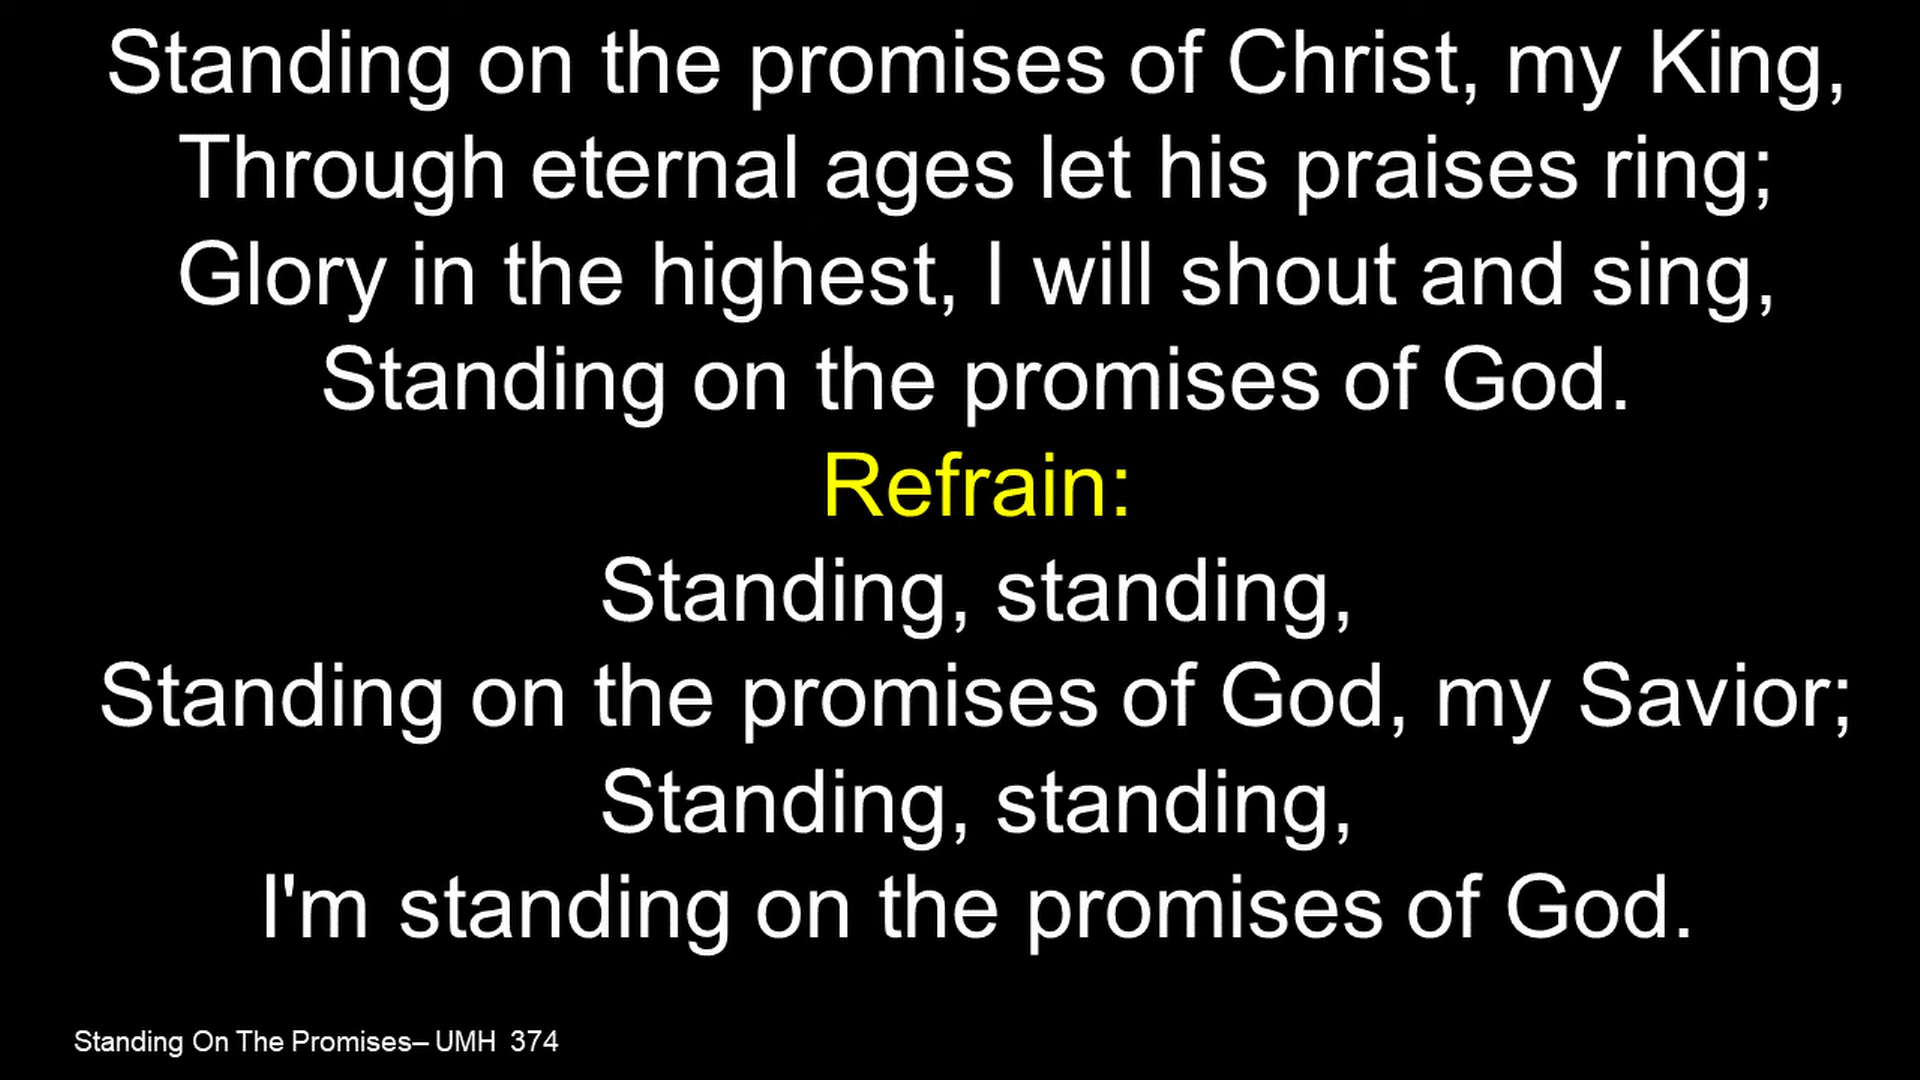 Standing on the promises of Christ, my King,
Through eternal ages let his praises ring;
Glory in the highest, I will shout and sing,
Standing on the promises of God.
Refrain:
Standing, standing,
Standing on the promises of God, my Savior;
Standing, standing,
I'm standing on the promises of God.
Standing On The Promises– UMH  374